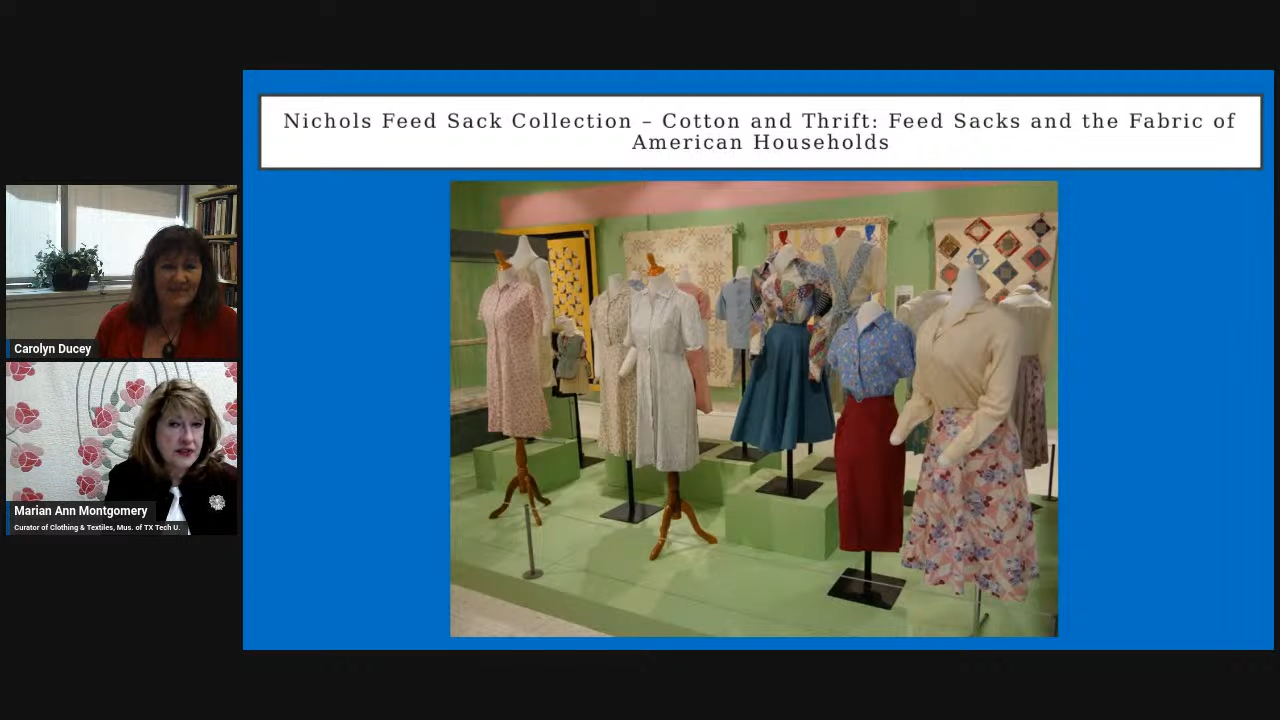 Nichols Feed Sack Collection – Cotton and Thrift: Feed Sacks and the Fabric of
American Households
Carolyn Ducey
Marian Ann Montgomery
Curator of Clothing & Textiles, Mus. of TX Tech U.